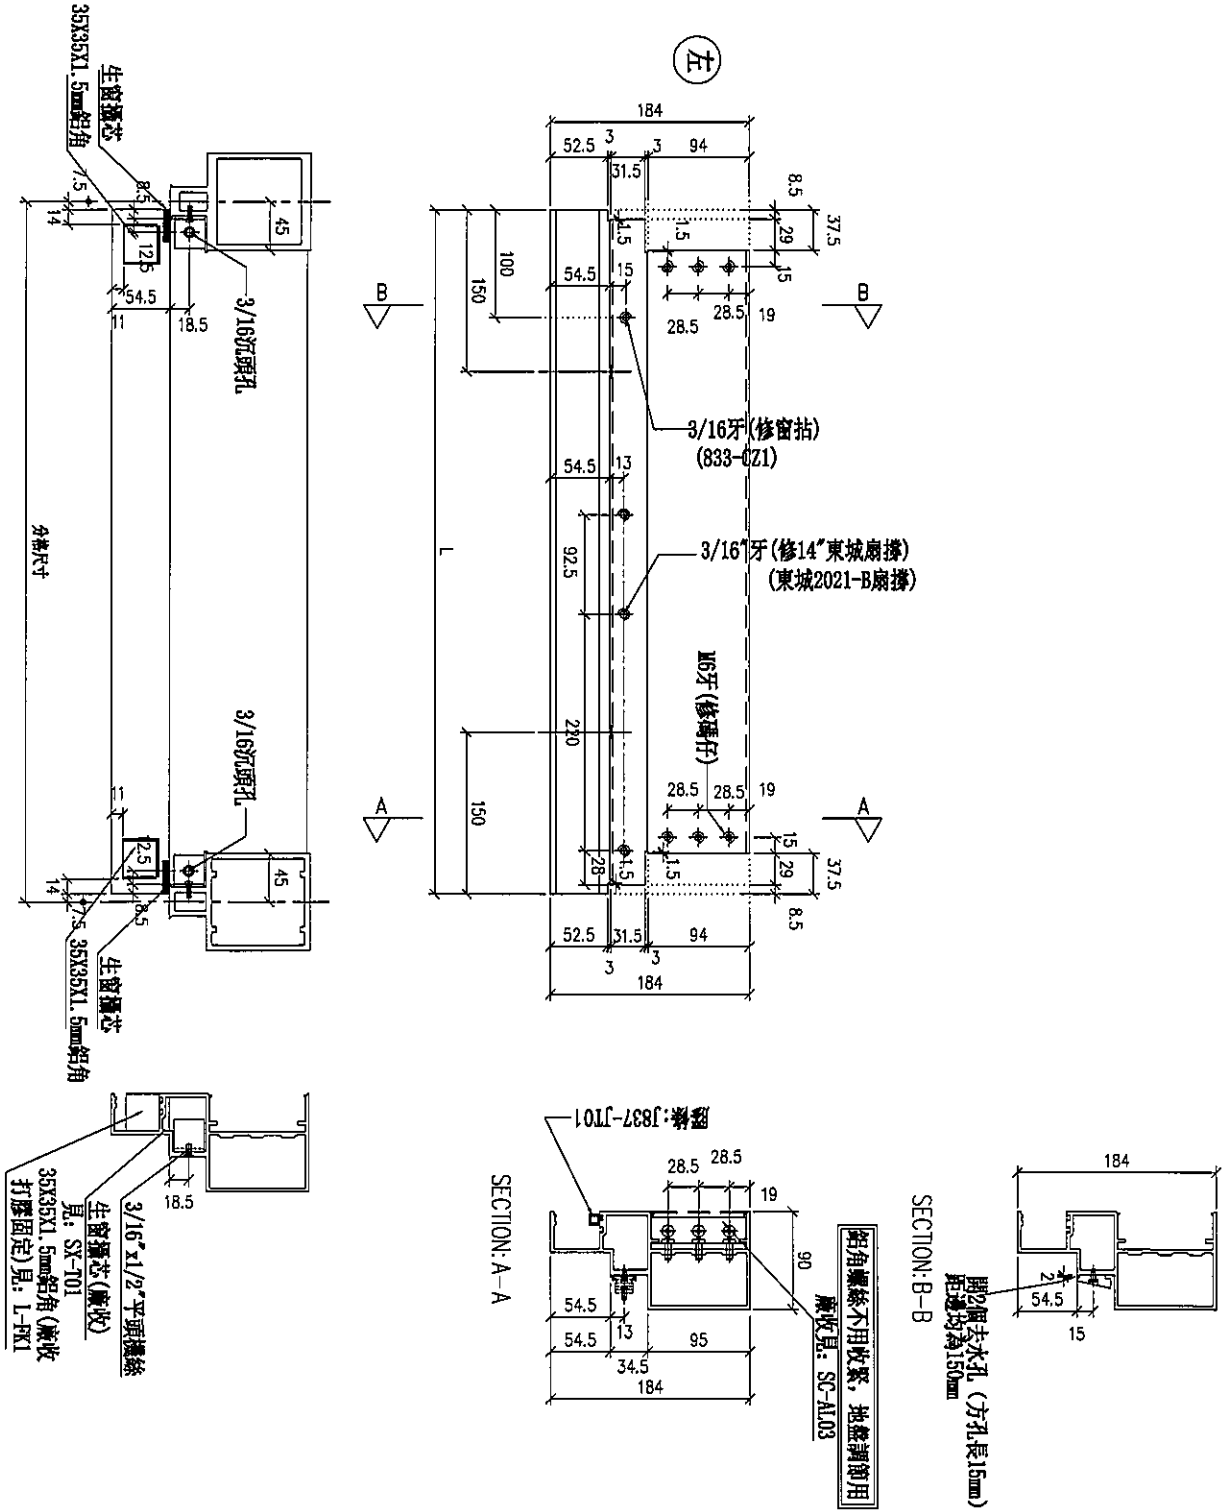 左
184
52.5
3
31.5
3
94
8.5
37.5
29
15
1.5
1.5
100
150
54.5
15
28.5
28.5
19
B
B
3/16牙(修窗拈)
(833-CZ1)
54.5
13
92.5
3/16"牙(修14"東城扇撐)
(東城2021-B扇撐)
L
M6牙(修碼仔)
220
150
28.5
28.5
19
A
A
15
29
37.5
8.5
28
1.5
1.5
52.5
31.5
94
3
3
184
35X35X1.5mm鋁角
生窗攝芯
7.5
14
8.5
45
12.5
54.5
11
18.5
3/16沉頭孔
分格尺寸
3/16沉頭孔
11
12.5
45
14
7.5
8.5
35X35X1.5mm鋁角
生窗攝芯
18.5
3/16"x1/2"平頭機絲
生窗攝芯(廠收)
見: SX-T01
35X35X1.5mm鋁角(廠收
打膠固定)見: L-FK1
膠條:J837-JT01
28.5
28.5
19
90
54.5
13
54.5
34.5
95
184
SECTION: A-A
鋁角螺絲不用收緊, 地盤調節用
廠收見: SC-AL03
184
2
54.5
15
SECTION: B-B
開2個去水孔 (方孔長15mm)
距邊均為150mm